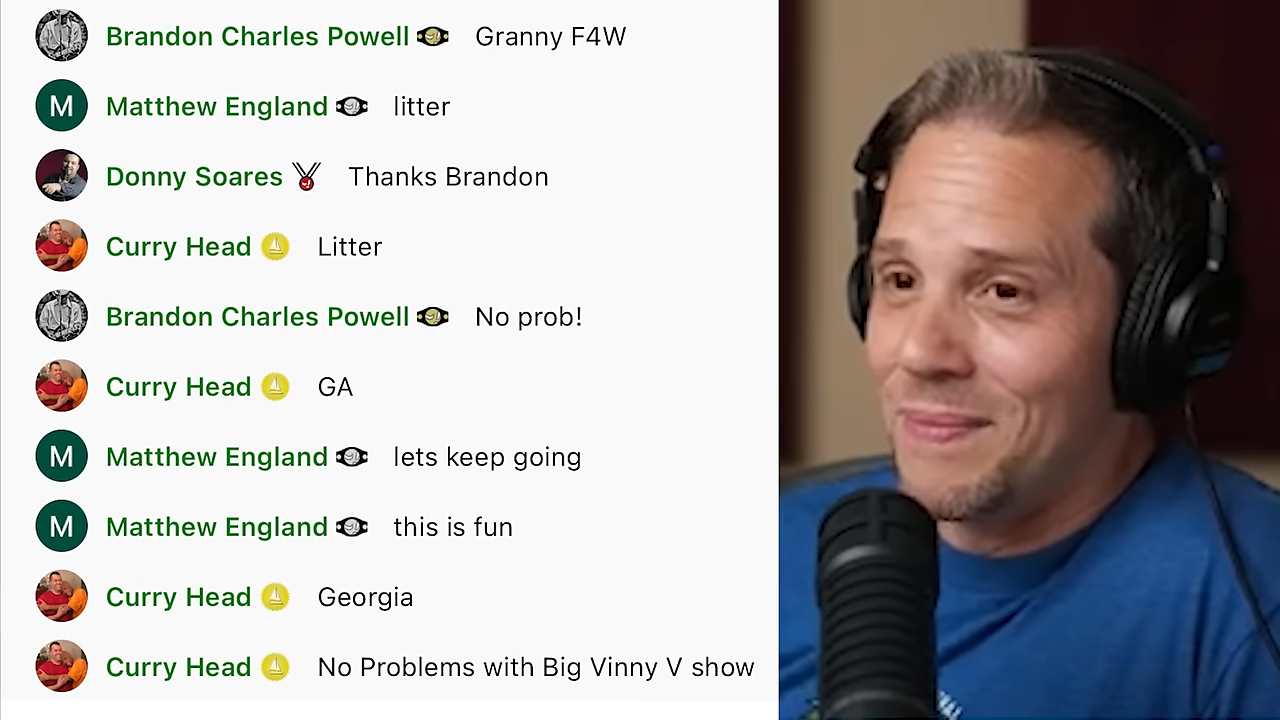 Brandon Charles Powell Granny F4W
M Matthew England litter
Donny Soares Thanks Brandon
Curry Head Litter
Brandon Charles Powell No prob!
Curry Head GA
M Matthew England lets keep going
M Matthew England this is fun
Curry Head Georgia
Curry Head No Problems with Big Vinny V show